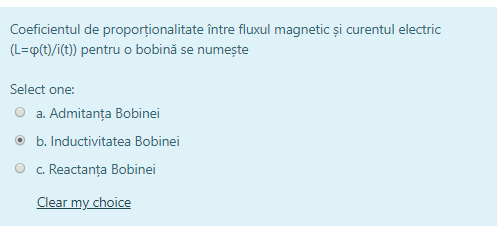 Coeficientul de proporționalitate între fluxul magnetic și curentul electric
(L=φ(t)/i(t)) pentru o bobină se numește
Select one:
a. Admitanța Bobinei
b. Inductivitatea Bobinei
c. Reactanța Bobinei
Clear my choice